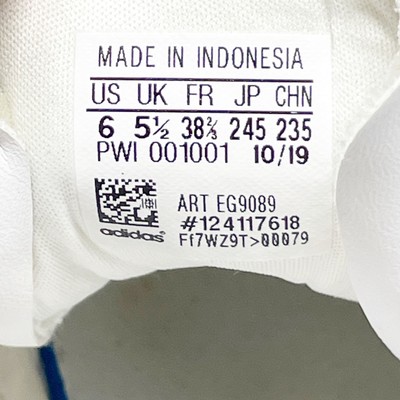 MADE IN INDONESIA
US UK FR JP CHN
6 5½ 38⅔ 245 235
PWI 001001 10/19
ART EG9089
#124117618
adidas
Ff7WZ9T>00079